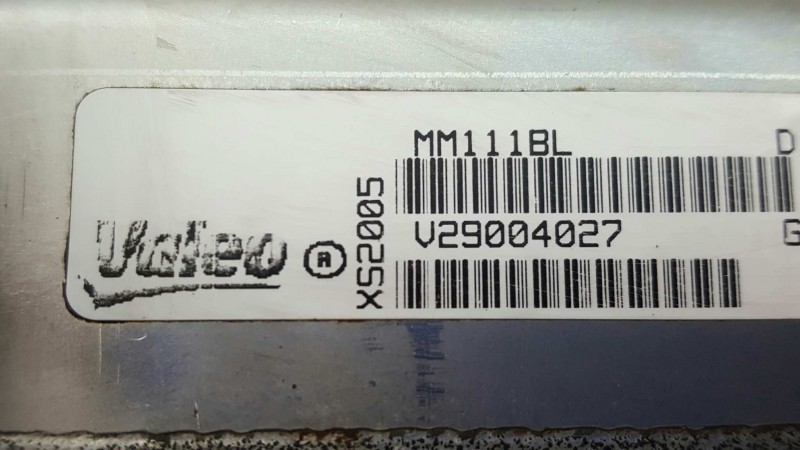 MM111BL D
V29004027 G
XS2005
Valeo
R